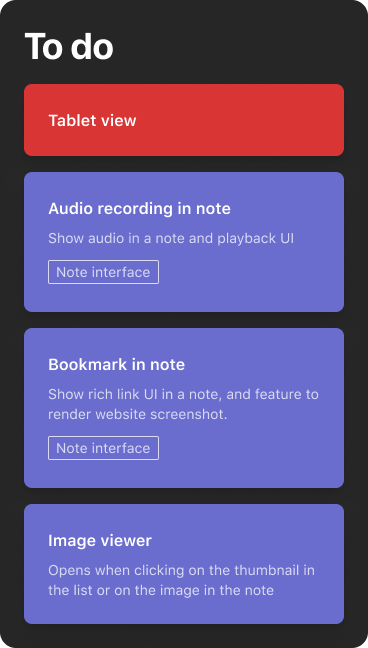 To do
Tablet view
Audio recording in note
Show audio in a note and playback UI
Note interface
Bookmark in note
Show rich link UI in a note, and feature to
render website screenshot.
Note interface
Image viewer
Opens when clicking on the thumbnail in
the list or on the image in the note